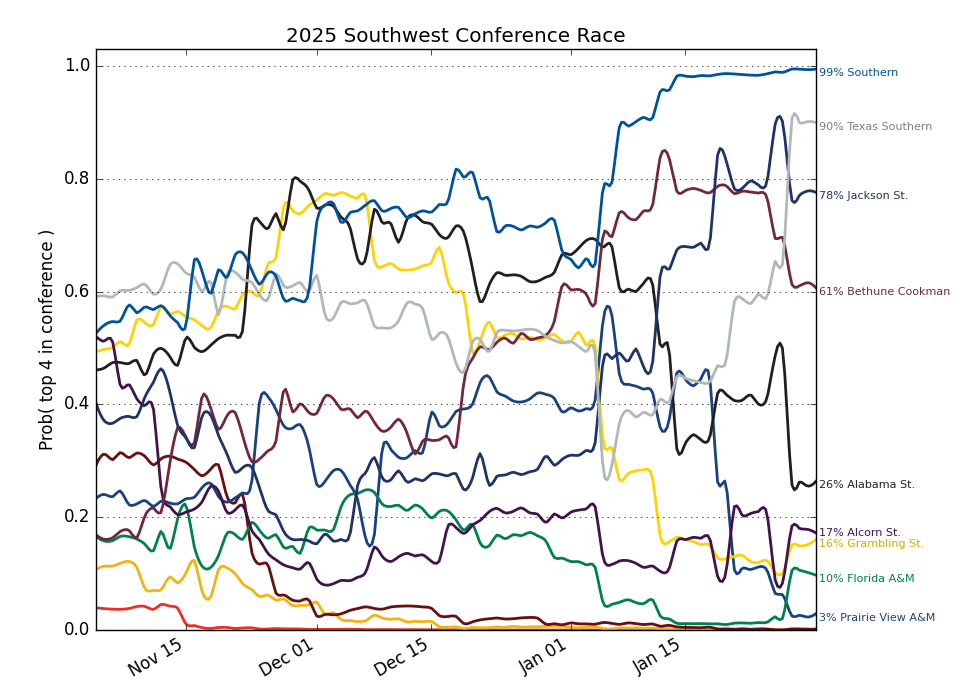 2025 Southwest Conference Race
Prob( top 4 in conference )
1.0
0.8
0.6
0.4
0.2
0.0
Nov 15
Dec 01
Dec 15
Jan 01
Jan 15
99% Southern
90% Texas Southern
78% Jackson St.
61% Bethune Cookman
26% Alabama St.
17% Alcorn St.
16% Grambling St.
10% Florida A&M
3% Prairie View A&M